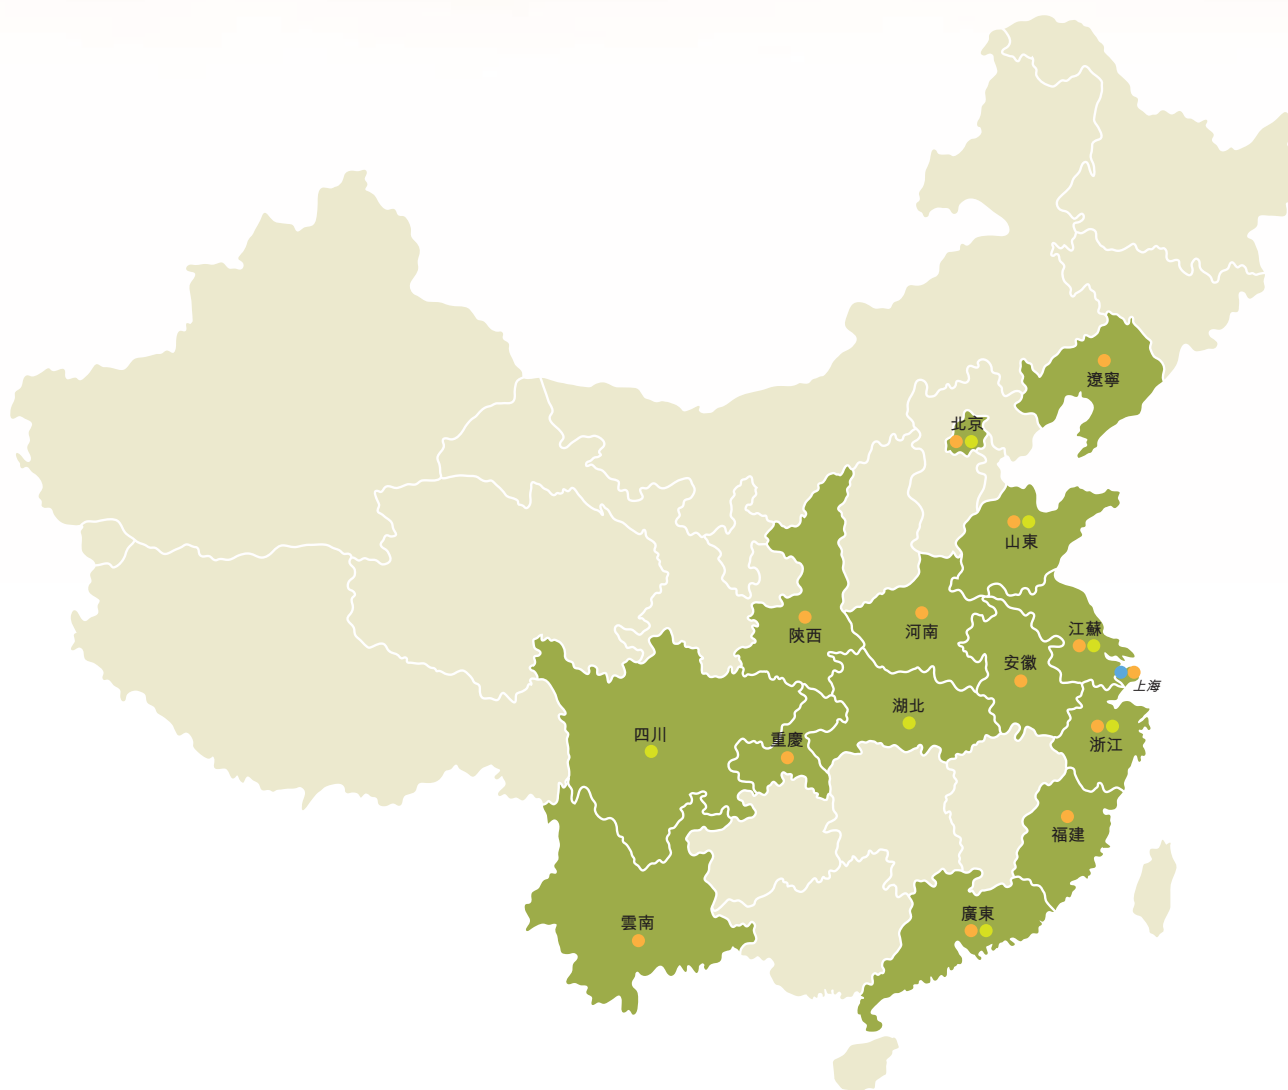 遼寧
北京
山東
陝西
河南
江蘇
安徽
上海
湖北
四川
重慶
浙江
福建
雲南
廣東